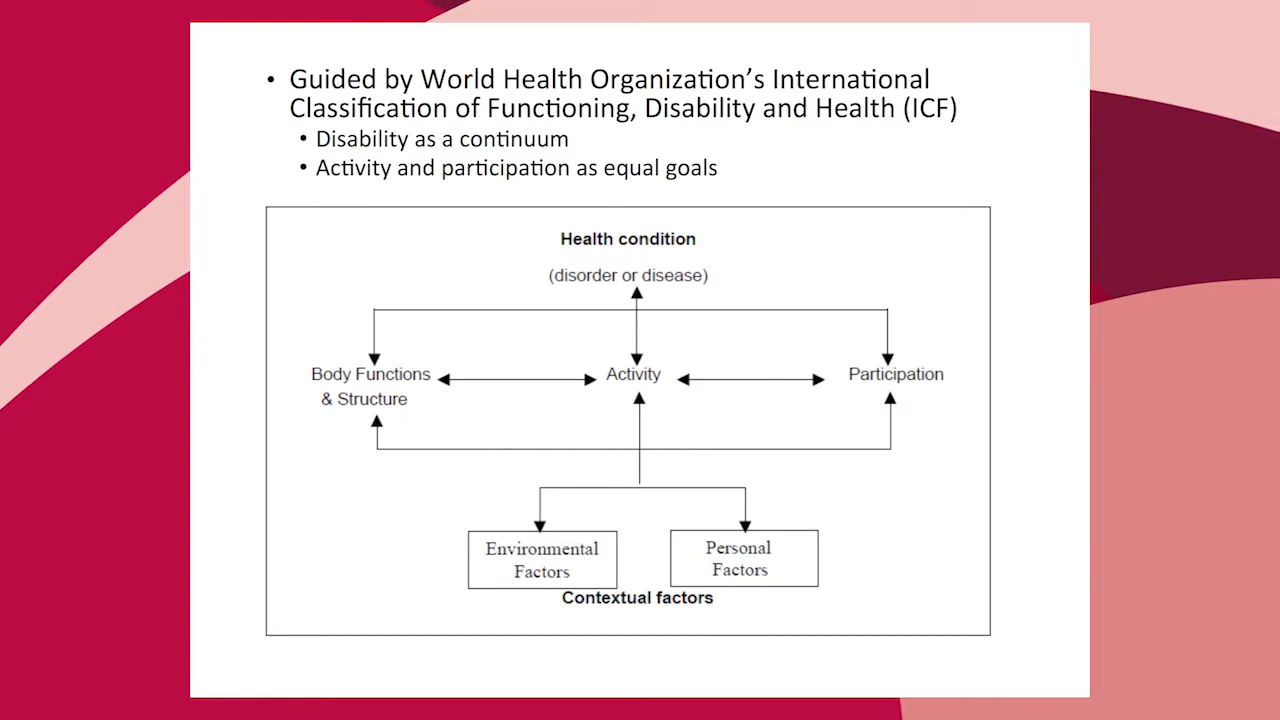 • Guided by World Health Organization's International
Classification of Functioning, Disability and Health (ICF)
• Disability as a continuum
• Activity and participation as equal goals
Health condition
(disorder or disease)
Body Functions
& Structure
Activity
Participation
Environmental
Factors
Personal
Factors
Contextual factors